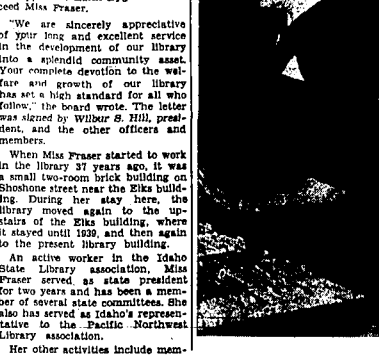 ceed Miss Fraser.
"We are sincerely appreciative
of your long and excellent service
in the development of our library
into a splendid community asset.
Your complete devotion to the wel-
fare and growth of our library
has set a high standard for all who
follow," the board wrote. The letter
was signed by Wilbur S. Hill, presi-
dent, and the other officers and
members.
When Miss Fraser started to work
in the library 37 years ago, it was
a small two-room brick building on
Shoshone street near the Elks build-
ing. During her stay here, the
library moved again to the up-
stairs of the Elks building, where
it stayed until 1939, and then again
to the present library building.
An active worker in the Idaho
State Library association, Miss
Fraser served as state president
for two years and has been a mem-
ber of several state committees. She
also has served as Idaho's represen-
tative to the Pacific Northwest
Library association.
Her other activities include mem-